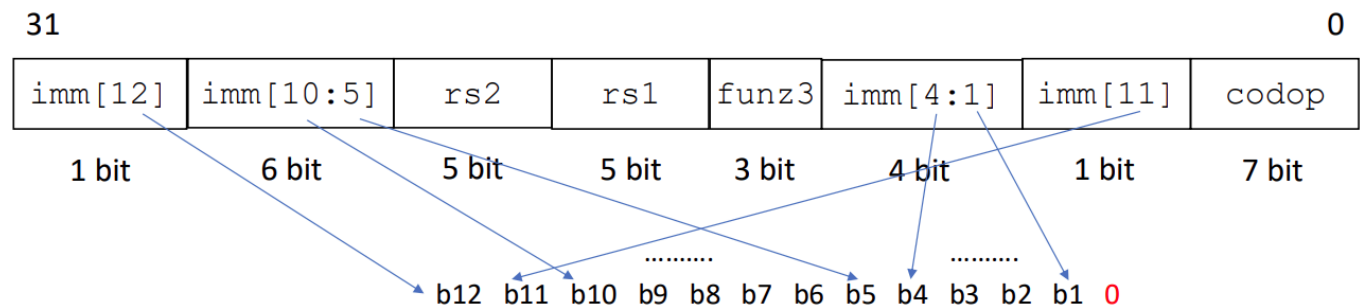 31 0
imm[12] imm[10:5] rs2 rs1 funz3 imm[4:1] imm[11] codop
1 bit 6 bit 5 bit 5 bit 3 bit 4 bit 1 bit 7 bit
………. ……….
b12 b11 b10 b9 b8 b7 b6 b5 b4 b3 b2 b1 0